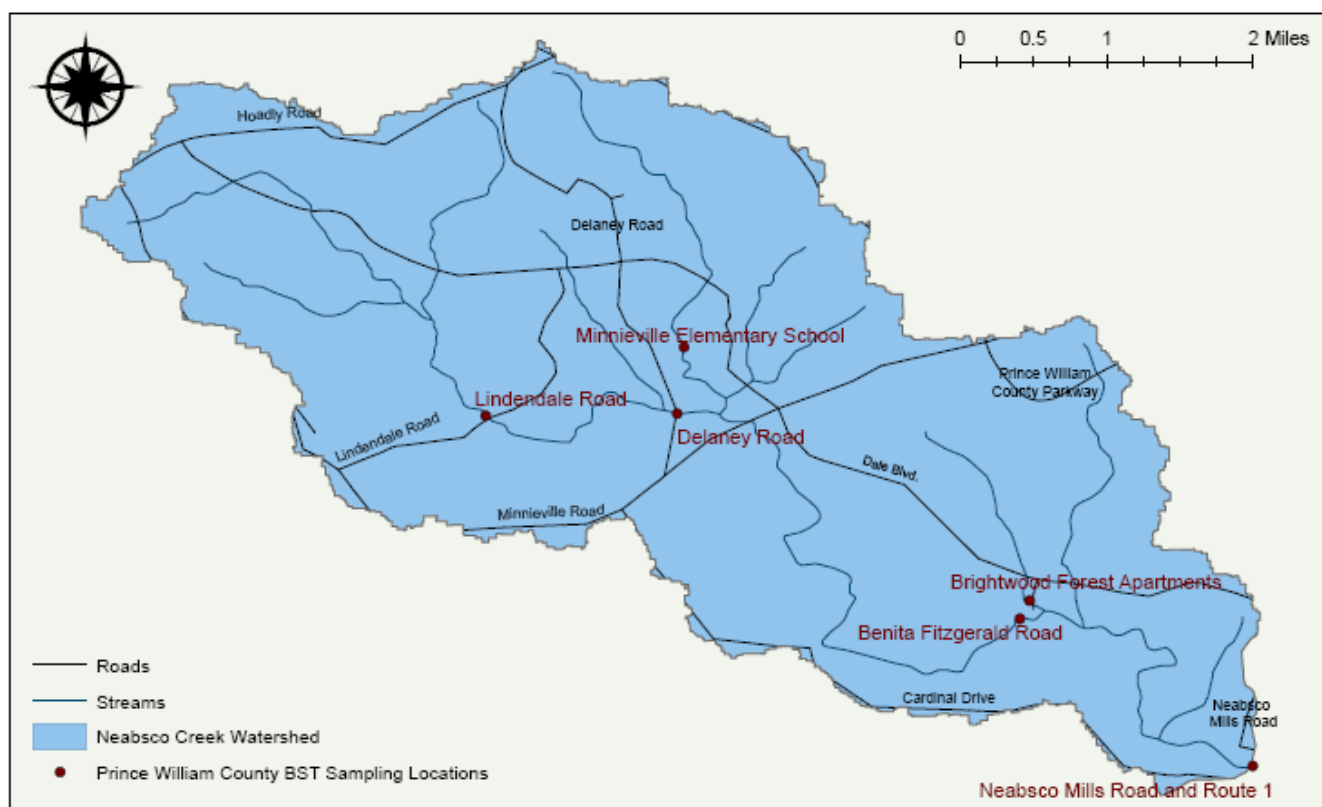 0 0.5 1 2 Miles
Hoadly Road
Delaney Road
Minnieville Elementary School
Prince William
County Parkway
Lindendale Road
Lindendale Road
Delaney Road
Dale Blvd.
Minnieville Road
Brightwood Forest Apartments
Benita Fitzgerald Road
Cardinal Drive
Neabsco
Mills Road
Neabsco Mills Road and Route 1
Roads
Streams
Neabsco Creek Watershed
Prince William County BST Sampling Locations